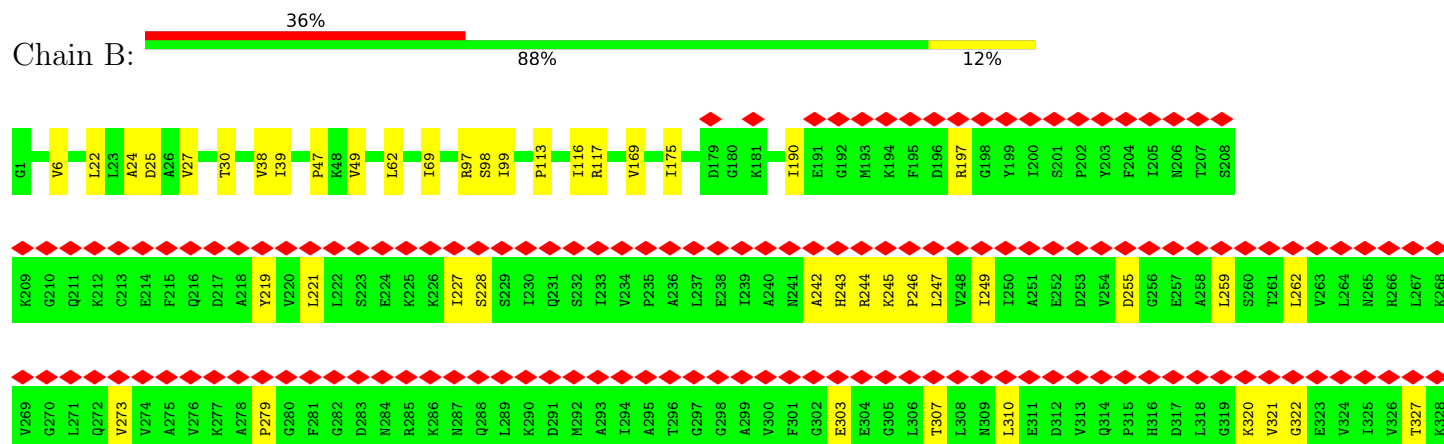 36%
Chain B:
88% 12%
G1 V6 L22 L23 A24 D25 A26 V27 T30 V38 I39 P47 K48 V49 L62 I69 R97 S98 I99 P113 I116 R117 V169 I175 D179 G180 K181 I190 E191 G192 M193 K194 F195 D196 R197 G198 Y199 I200 S201 P202 Y203 F204 I205 N206 T207 S208
K209 G210 Q211 K212 C213 E214 F215 Q216 D217 A218 Y219 V220 L221 L222 S223 E224 K225 K226 I227 S228 S229 I230 Q231 S232 I233 V234 P235 A236 L237 E238 I239 A240 N241 A242 H243 R244 K245 P246 L247 V248 I249 I250 A251 E252 D253 V254 D255 G256 E257 A258 L259 S260 T261 L262 V263 L264 N265 R266 L267 K268
V269 G270 L271 Q272 V273 V274 A275 V276 K277 A278 P279 G280 F281 G282 D283 N284 R285 K286 N287 Q288 L289 K290 D291 M292 A293 I294 A295 T296 G297 G298 A299 V300 F301 G302 E303 E304 G305 L306 T307 L308 N309 L310 E311 D312 V313 Q314 P315 H316 D317 L318 G319 K320 V321 G322 E323 V324 I325 V326 T327 K328